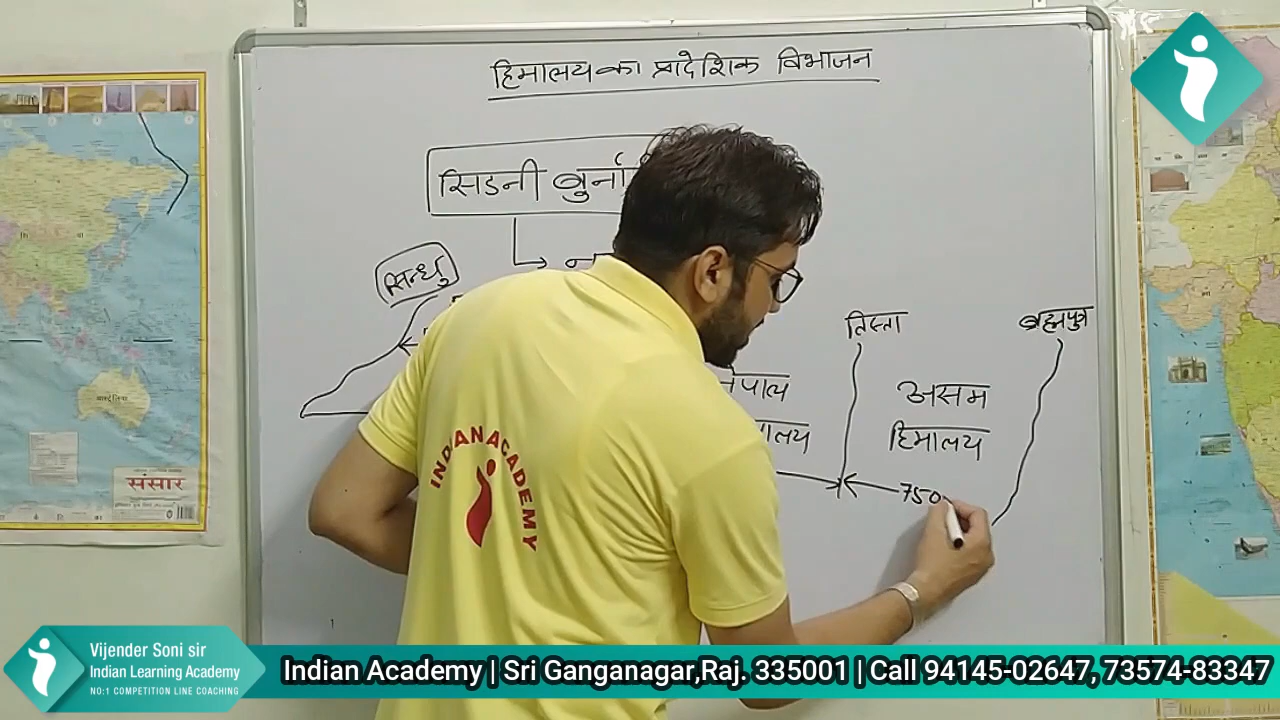 हिमालय का प्रादेशिक विभाजन
सिडनी
सिन्धु
तिस्ता
ब्रह्मपुत्र
असम
हिमालय
750
INDIAN ACADEMY
संसार
Vijender Soni sir
Indian Learning Academy
NO:1 COMPETITION LINE COACHING
Indian Academy | Sri Ganganagar,Raj. 335001 | Call 94145-02647, 73574-83347